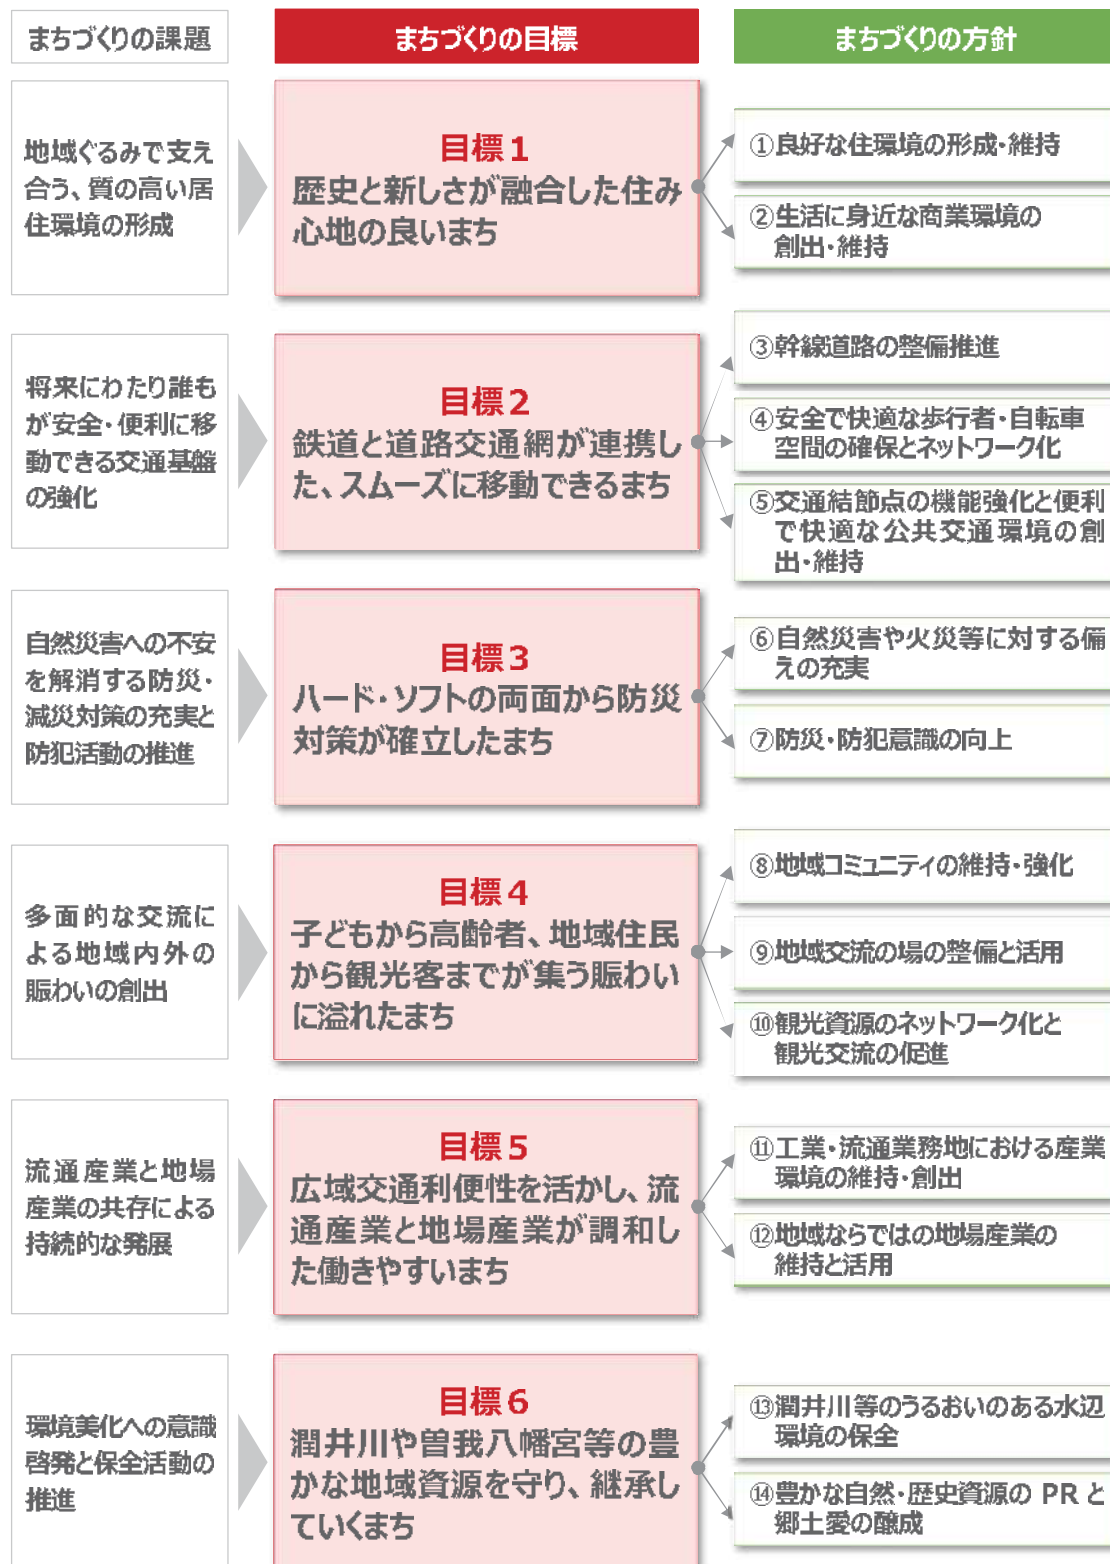 まちづくりの課題
まちづくりの目標
まちづくりの方針
地域ぐるみで支え
合う、質の高い居
住環境の形成
目標1
歴史と新しさが融合した住み
心地の良いまち
①良好な住環境の形成・維持
②生活に身近な商業環境の
創出・維持
将来にわたり誰も
が安全・便利に移
動できる交通基盤
の強化
目標2
鉄道と道路交通網が連携し
た、スムーズに移動できるまち
③幹線道路の整備推進
④安全で快適な歩行者・自転車
空間の確保とネットワーク化
⑤交通結節点の機能強化と便利
で快適な公共交通環境の創
出・維持
自然災害への不安
を解消する防災・
減災対策の充実と
防犯活動の推進
目標3
ハード・ソフトの両面から防災
対策が確立したまち
⑥自然災害や火災等に対する備
えの充実
⑦防災・防犯意識の向上
多面的な交流に
よる地域内外の
賑わいの創出
目標4
子どもから高齢者、地域住民
から観光客までが集う賑わい
に溢れたまち
⑧地域コミュニティの維持・強化
⑨地域交流の場の整備と活用
⑩観光資源のネットワーク化と
観光交流の促進
流通産業と地場
産業の共存による
持続的な発展
目標5
広域交通利便性を活かし、流
通産業と地場産業が調和し
た働きやすいまち
⑪工業・流通業務地における産業
環境の維持・創出
⑫地域ならではの地場産業の
維持と活用
環境美化への意識
啓発と保全活動の
推進
目標6
潤井川や曽我八幡宮等の豊
かな地域資源を守り、継承し
ていくまち
⑬潤井川等のうるおいのある水辺
環境の保全
⑭豊かな自然・歴史資源の PR と
郷土愛の醸成